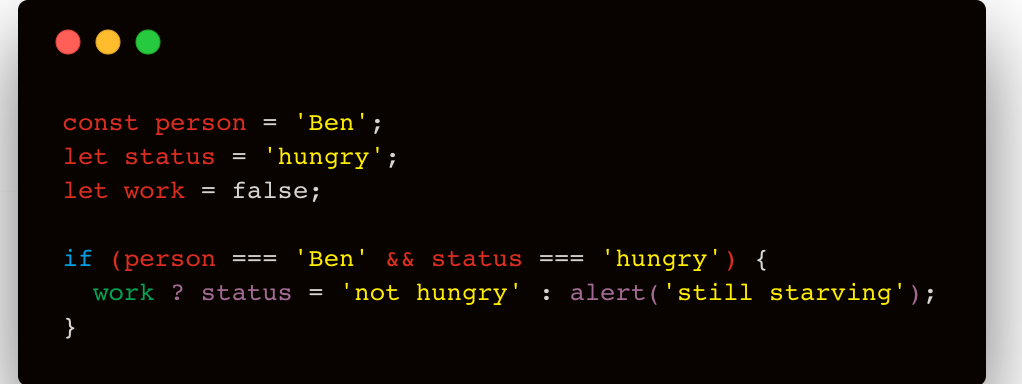 const person = 'Ben';
let status = 'hungry';
let work = false;

if (person === 'Ben' && status === 'hungry') {
  work ? status = 'not hungry' : alert('still starving');
}